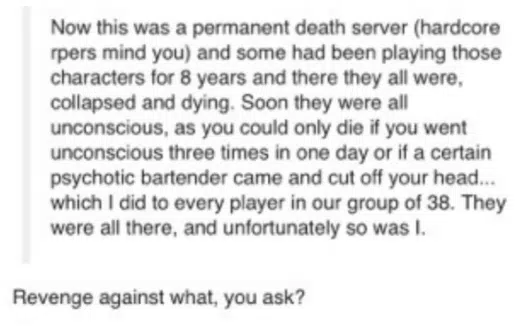 Now this was a permanent death server (hardcore
rpers mind you) and some had been playing those
characters for 8 years and there they all were,
collapsed and dying. Soon they were all
unconscious, as you could only die if you went
unconscious three times in one day or if a certain
psychotic bartender came and cut off your head...
which I did to every player in our group of 38. They
were all there, and unfortunately so was I.
Revenge against what, you ask?